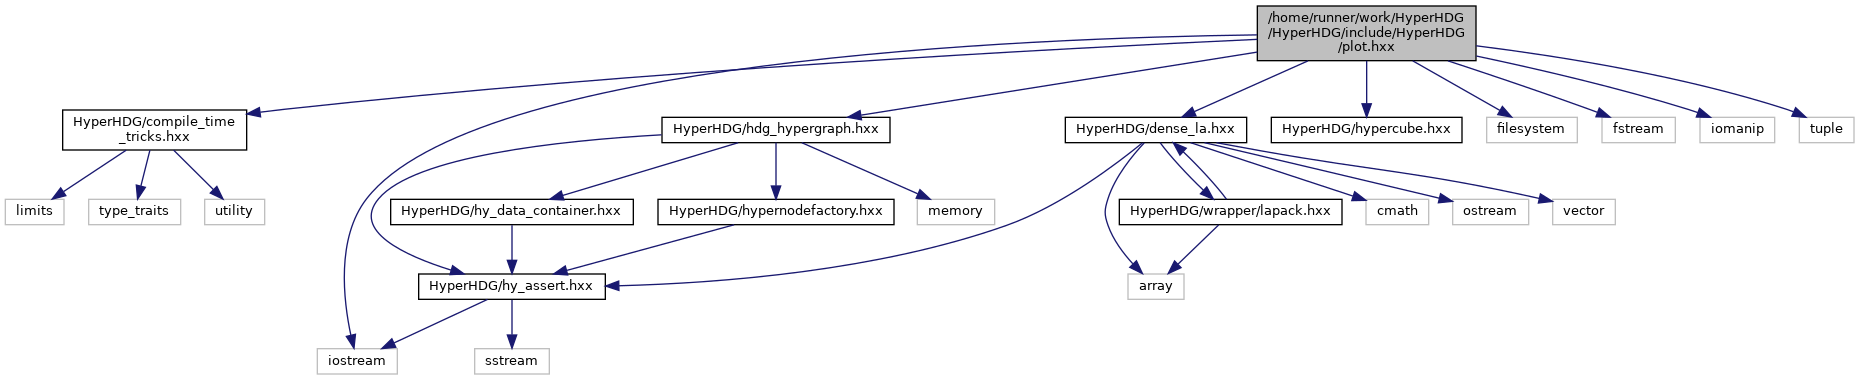 /home/runner/work/HyperHDG
/HyperHDG/include/HyperHDG
/plot.hxx
HyperHDG/compile_time
_tricks.hxx
HyperHDG/hdg_hypergraph.hxx
HyperHDG/dense_la.hxx
HyperHDG/hypercube.hxx
filesystem
fstream
iomanip
tuple
limits
type_traits
utility
HyperHDG/hy_data_container.hxx
HyperHDG/hypernodefactory.hxx
memory
HyperHDG/wrapper/lapack.hxx
cmath
ostream
vector
HyperHDG/hy_assert.hxx
array
iostream
sstream